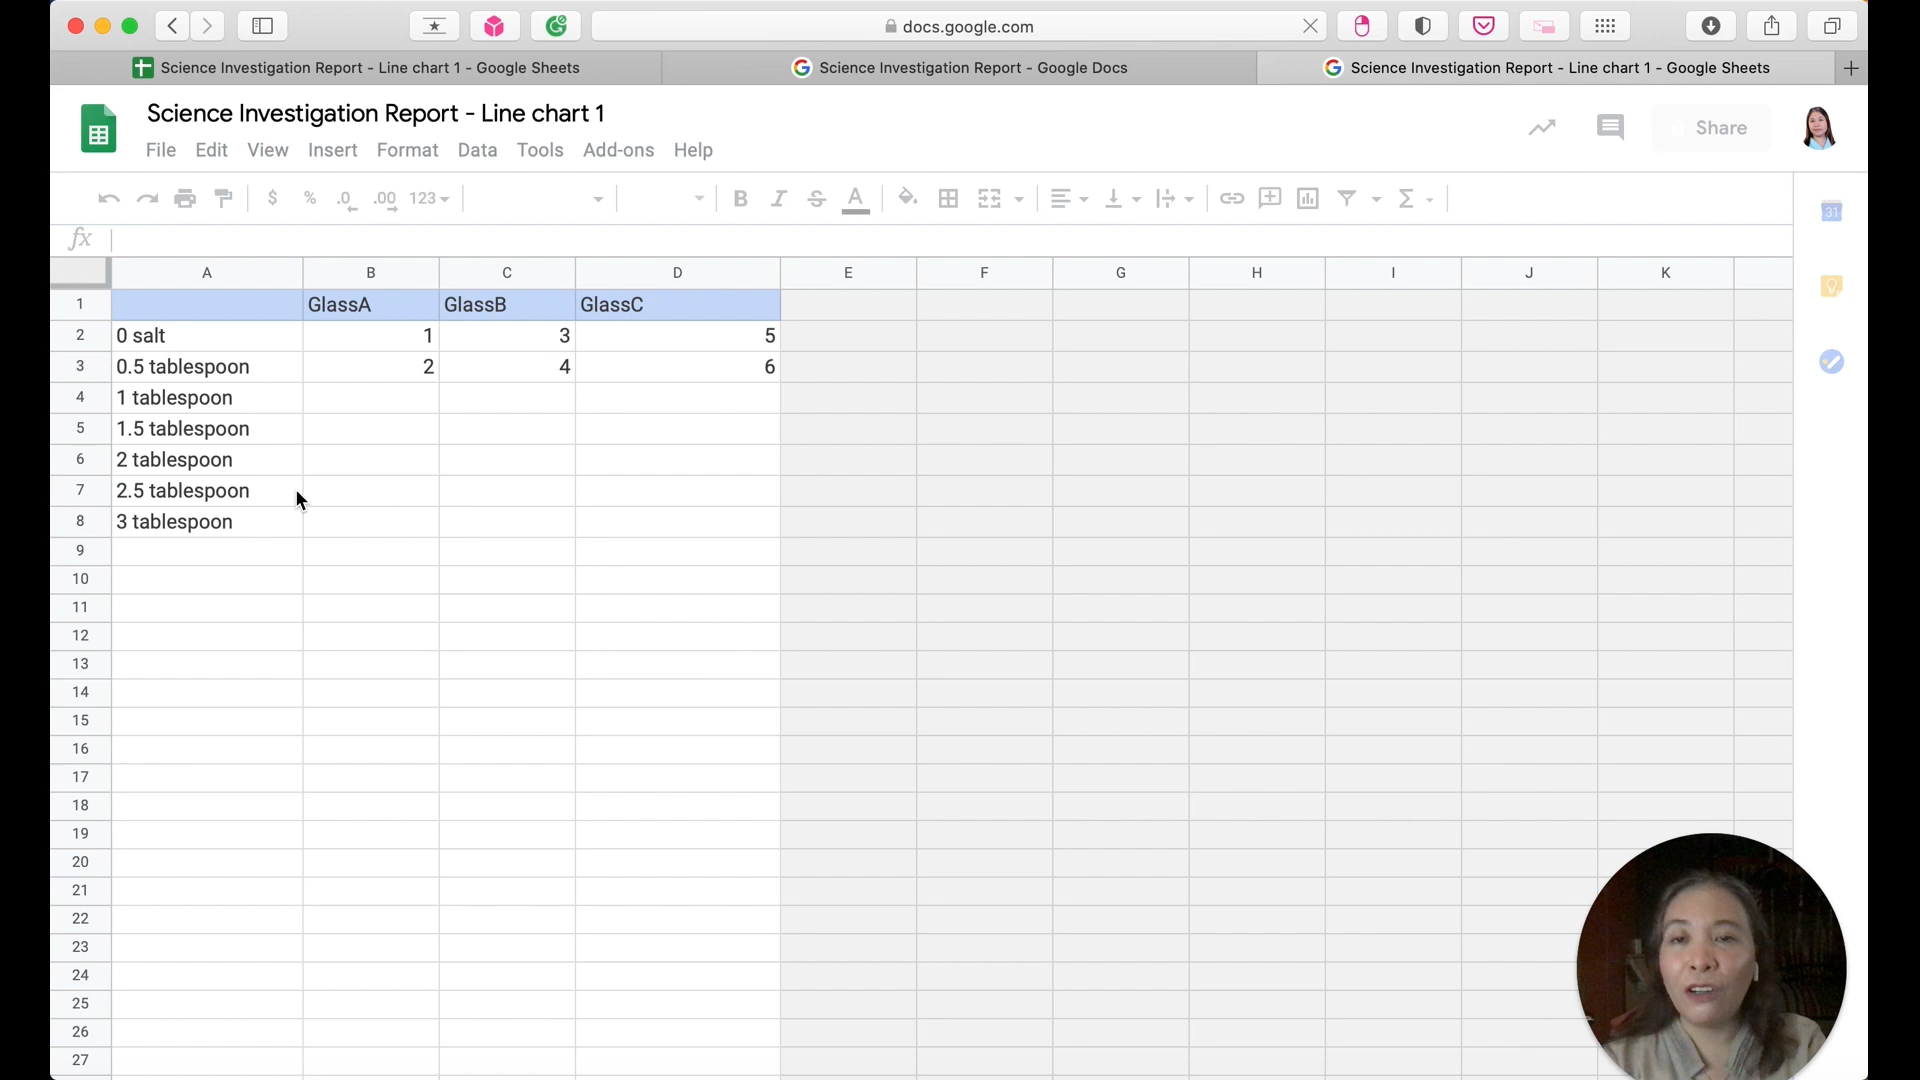 docs.google.com
Science Investigation Report - Line chart 1 - Google Sheets
Science Investigation Report - Google Docs
Science Investigation Report - Line chart 1 - Google Sheets
Science Investigation Report - Line chart 1
File Edit View Insert Format Data Tools Add-ons Help
Share
$ % .0 .00 123 B I S A Σ
31
fx
A B C D E F G H I J K
1 GlassA GlassB GlassC
2 0 salt 1 3 5
3 0.5 tablespoon 2 4 6
4 1 tablespoon
5 1.5 tablespoon
6 2 tablespoon
7 2.5 tablespoon
8 3 tablespoon
9
10
11
12
13
14
15
16
17
18
19
20
21
22
23
24
25
26
27